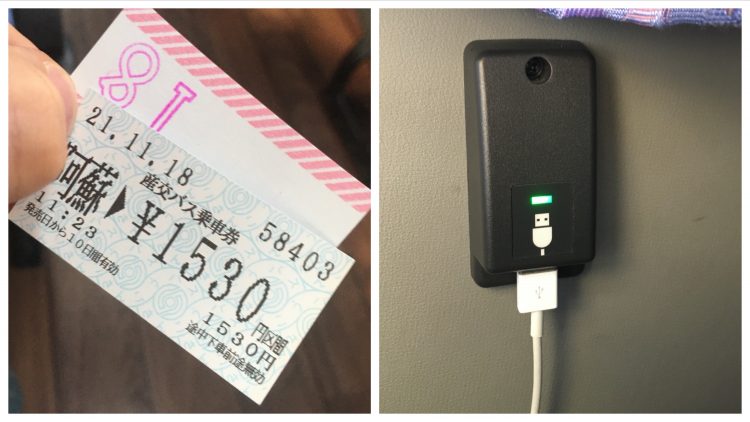 18
21.11.18
産交バス乗車券
58403
阿蘇▶¥1530
円区間
11:23
1530円
発売日から10日間有効
途中下車前途無効